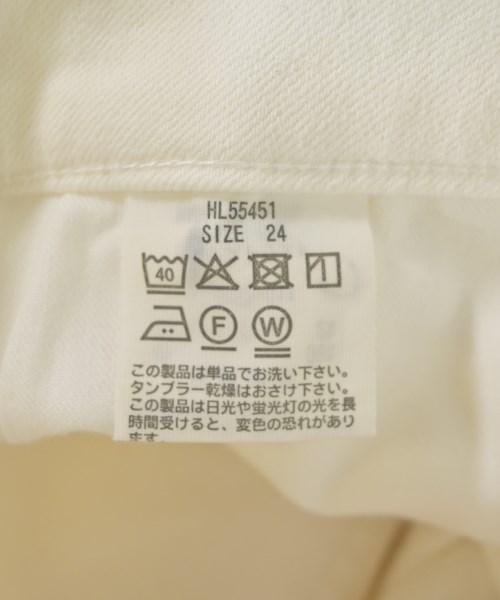 HL55451
SIZE 24
40
F W
この製品は単品でお洗い下さい。
タンブラー乾燥はおさけ下さい。
この製品は日光や蛍光灯の光を長
時間受けると、変色の恐れがあり
ます。